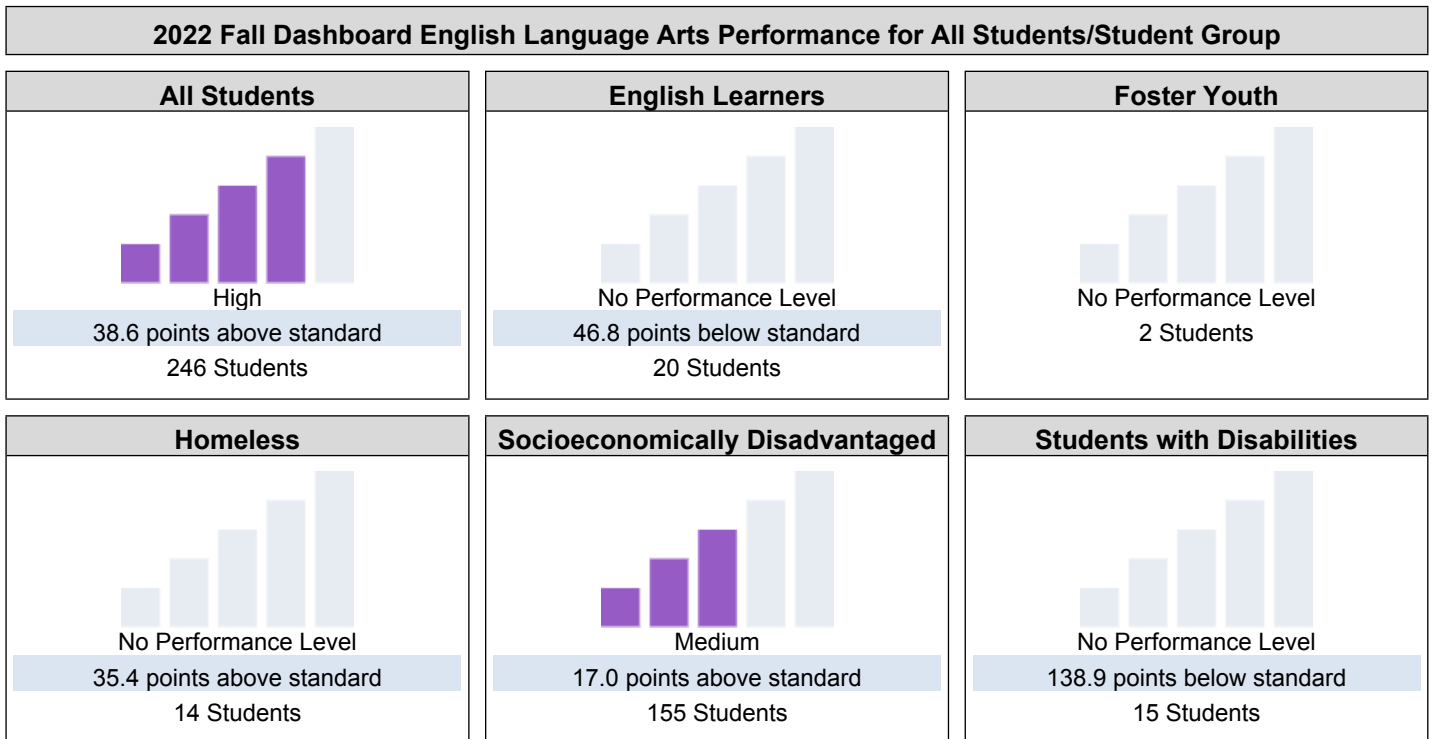 2022 Fall Dashboard English Language Arts Performance for All Students/Student Group
All Students
High
38.6 points above standard
246 Students
English Learners
No Performance Level
46.8 points below standard
20 Students
Foster Youth
No Performance Level
2 Students
Homeless
No Performance Level
35.4 points above standard
14 Students
Socioeconomically Disadvantaged
Medium
17.0 points above standard
155 Students
Students with Disabilities
No Performance Level
138.9 points below standard
15 Students